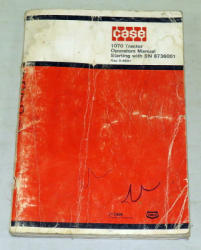 case
1070 Tractor
Operators Manual
Starting with SN 8736001